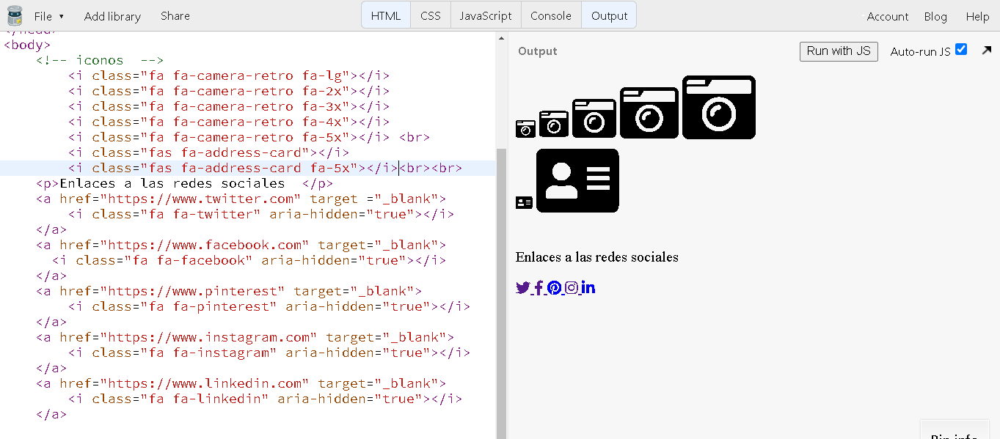 File ▾ Add library Share HTML CSS JavaScript Console Output Account Blog Help
</head>
<body>
<!-- iconos  -->
<i class="fa fa-camera-retro fa-lg"></i>
<i class="fa fa-camera-retro fa-2x"></i>
<i class="fa fa-camera-retro fa-3x"></i>
<i class="fa fa-camera-retro fa-4x"></i>
<i class="fa fa-camera-retro fa-5x"></i> <br>
<i class="fas fa-address-card"></i>
<i class="fas fa-address-card fa-5x"></i><br><br>
<p>Enlaces a las redes sociales  </p>
<a href="https://www.twitter.com" target ="_blank">
<i class="fa fa-twitter" aria-hidden="true"></i>
</a>
<a href="https://www.facebook.com" target="_blank">
<i class="fa fa-facebook" aria-hidden="true"></i>
</a>
<a href="https://www.pinterest" target="_blank">
<i class="fa fa-pinterest" aria-hidden="true"></i>
</a>
<a href="https://www.instagram.com" target="_blank">
<i class="fa fa-instagram" aria-hidden="true"></i>
</a>
<a href="https://www.linkedin.com" target="_blank">
<i class="fa fa-linkedin" aria-hidden="true"></i>
</a>
Output Run with JS Auto-run JS
Enlaces a las redes sociales
Bin info